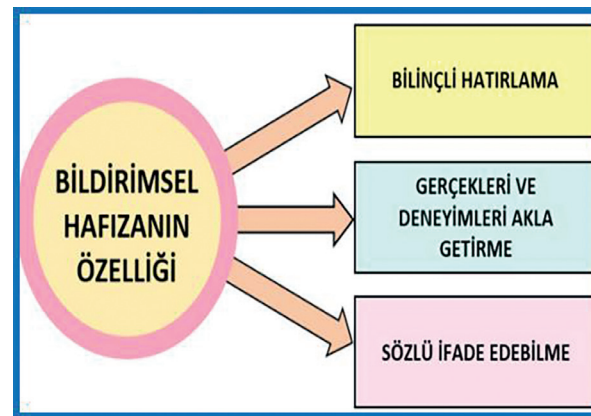 BİLDİRİMSEL
HAFIZANIN
ÖZELLİĞİ
BİLİNÇLİ HATIRLAMA
GERÇEKLERİ VE
DENEYİMLERİ AKLA
GETİRME
SÖZLÜ İFADE EDEBİLME